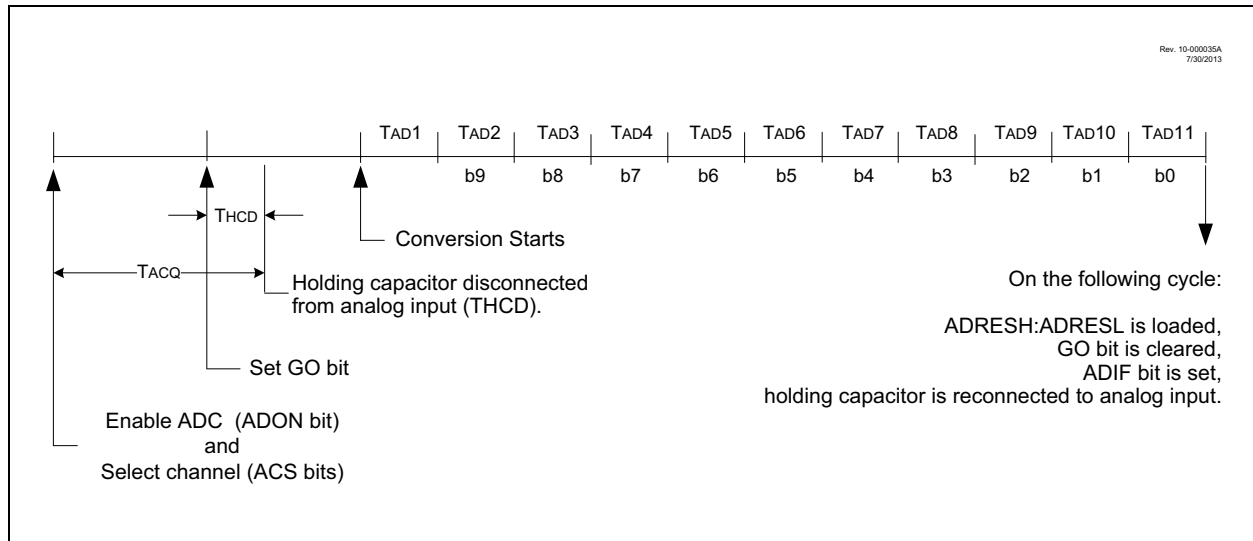 Rev. 10-000035A
7/30/2013
TAD1 TAD2 TAD3 TAD4 TAD5 TAD6 TAD7 TAD8 TAD9 TAD10 TAD11
b9 b8 b7 b6 b5 b4 b3 b2 b1 b0
THCD
Conversion Starts
TACQ
Holding capacitor disconnected
from analog input (THCD).
Set GO bit
Enable ADC (ADON bit)
and
Select channel (ACS bits)
On the following cycle:
ADRESH:ADRESL is loaded,
GO bit is cleared,
ADIF bit is set,
holding capacitor is reconnected to analog input.